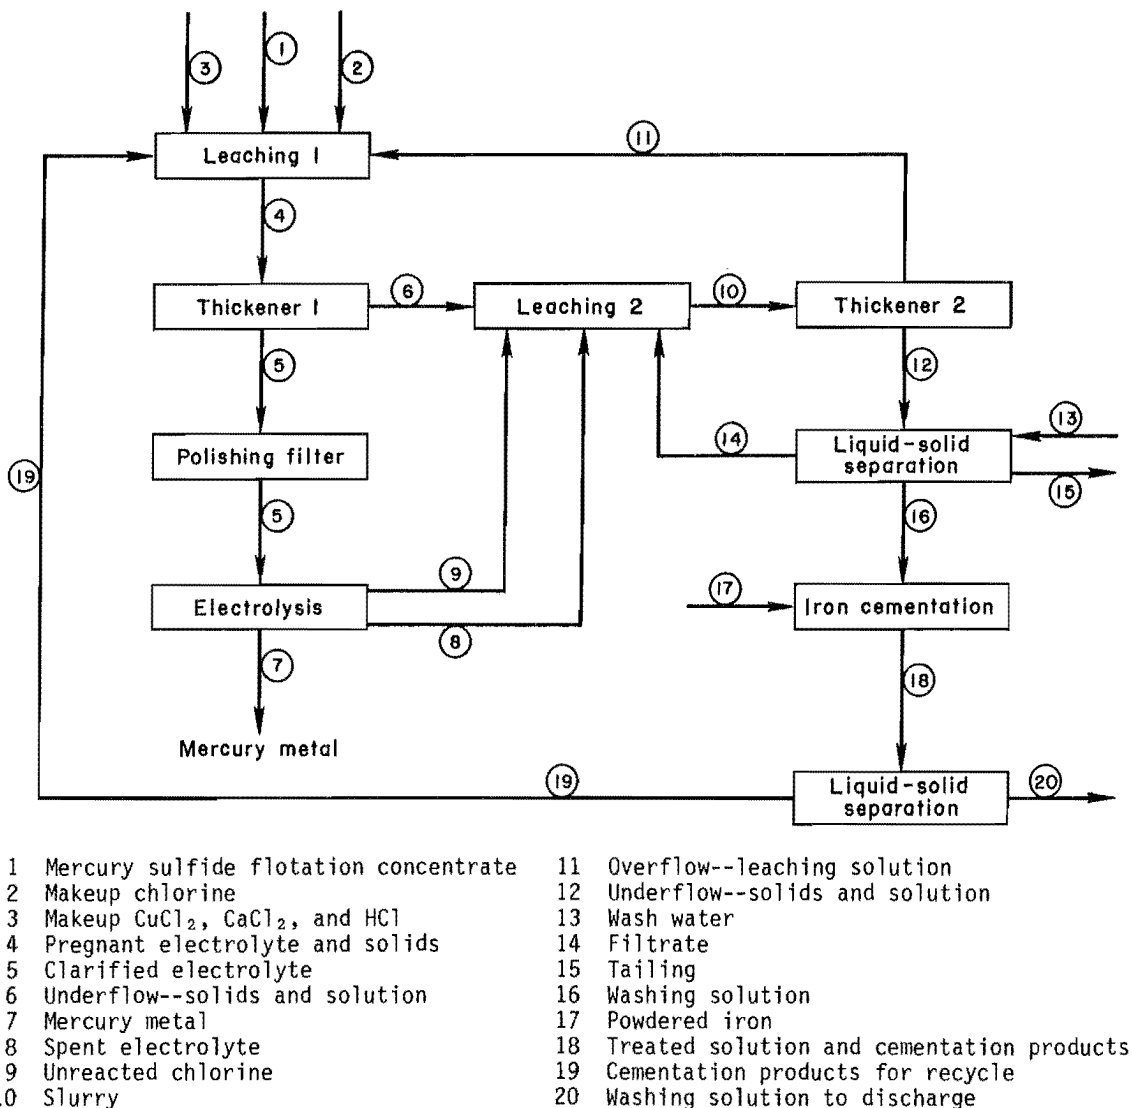 3
1
2
11
Leaching 1
4
Thickener 1
6
Leaching 2
10
Thickener 2
5
12
Polishing filter
14
Liquid-solid
separation
13
15
19
5
16
Electrolysis
9
8
17
Iron cementation
7
18
Mercury metal
19
Liquid-solid
separation
20
1 Mercury sulfide flotation concentrate
2 Makeup chlorine
3 Makeup CuCl₂, CaCl₂, and HCl
4 Pregnant electrolyte and solids
5 Clarified electrolyte
6 Underflow--solids and solution
7 Mercury metal
8 Spent electrolyte
9 Unreacted chlorine
10 Slurry
11 Overflow--leaching solution
12 Underflow--solids and solution
13 Wash water
14 Filtrate
15 Tailing
16 Washing solution
17 Powdered iron
18 Treated solution and cementation products
19 Cementation products for recycle
20 Washing solution to discharge